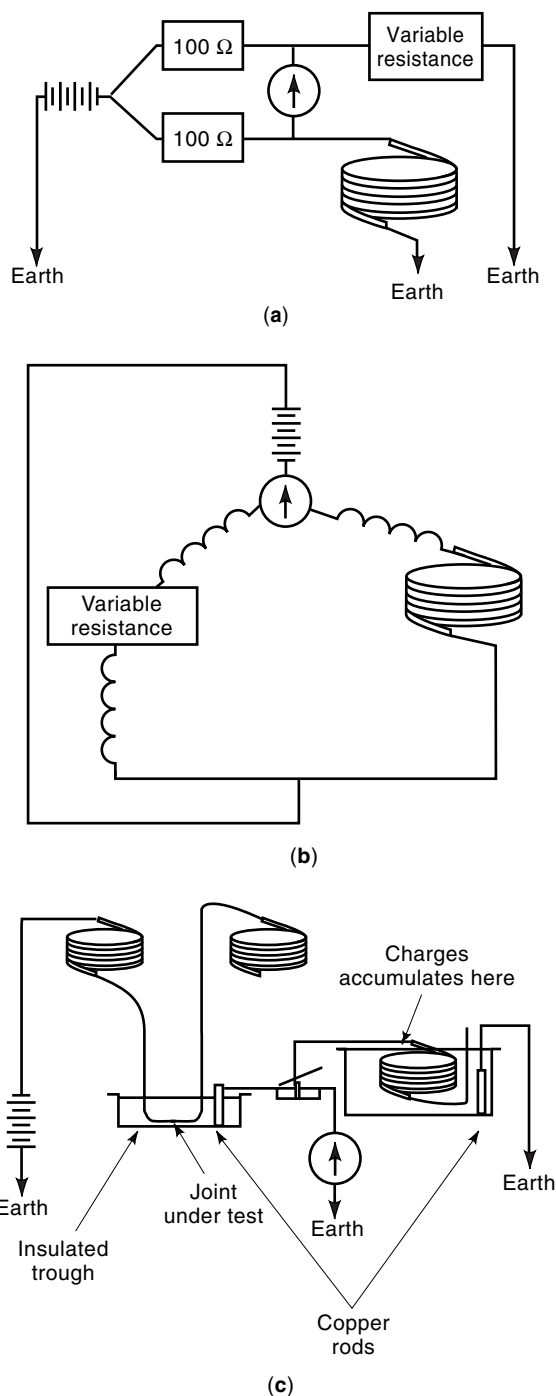 100 Ω
Variable
resistance
100 Ω
Earth
Earth
Earth
(a)
Variable
resistance
(b)
Charges
accumulates here
Earth
Joint
under test
Insulated
trough
Earth
Earth
Copper
rods
(c)